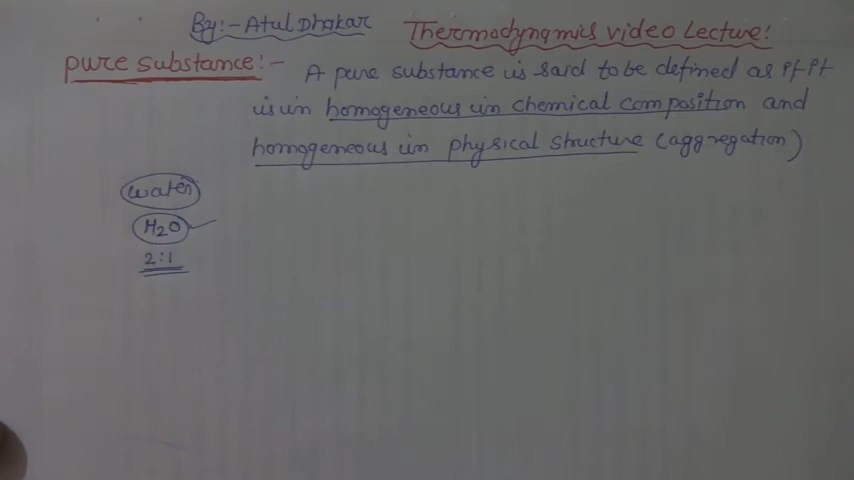 By:- Atul Dhakar Thermodynamics video Lecture:
pure substance:- A pure substance is said to be defined as if it
is in homogeneous in chemical composition and
homogeneous in physical structure (aggregation)
water
H₂O
2:1